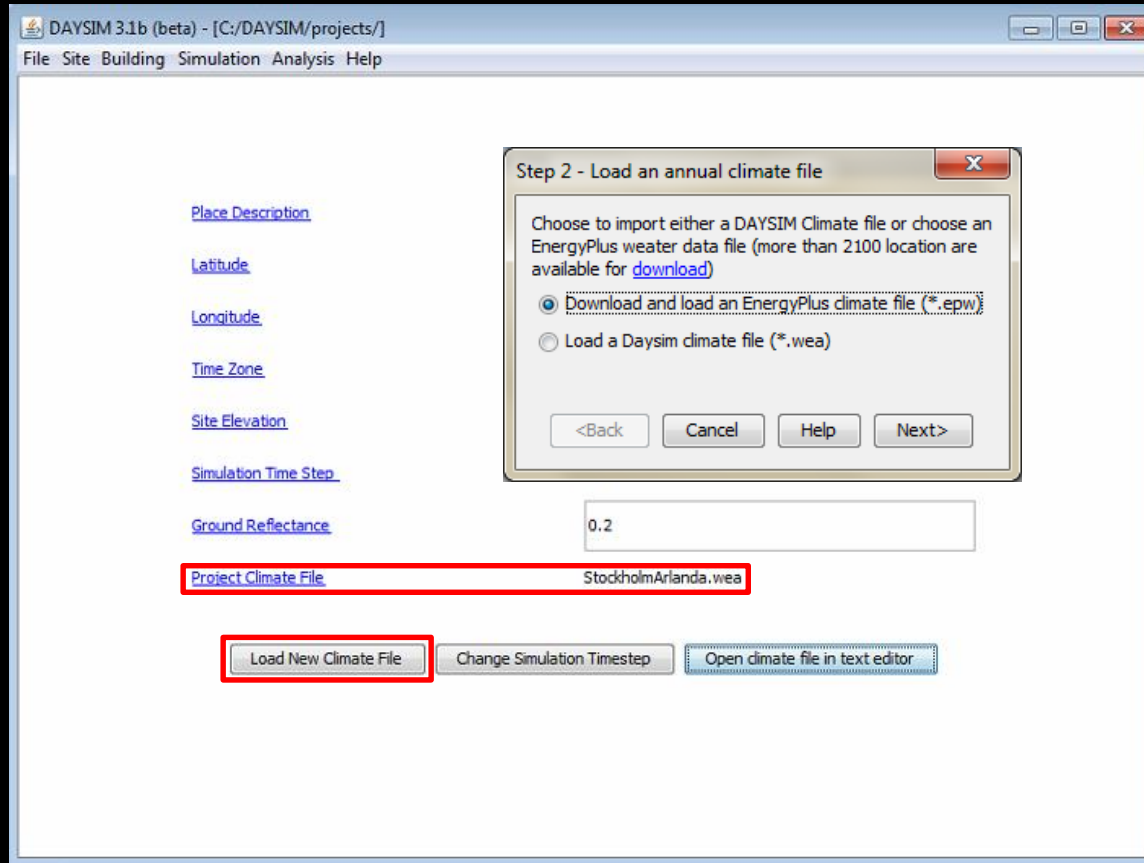 DAYSIM 3.1b (beta) - [C:/DAYSIM/projects/]
File Site Building Simulation Analysis Help
Step 2 - Load an annual climate file
Choose to import either a DAYSIM Climate file or choose an
EnergyPlus weater data file (more than 2100 location are
available for download)
Download and load an EnergyPlus climate file (*.epw)
Load a Daysim climate file (*.wea)
<Back Cancel Help Next>
Place Description
Latitude
Longitude
Time Zone
Site Elevation
Simulation Time Step
Ground Reflectance 0.2
Project Climate File StockholmArlanda.wea
Load New Climate File Change Simulation Timestep Open climate file in text editor